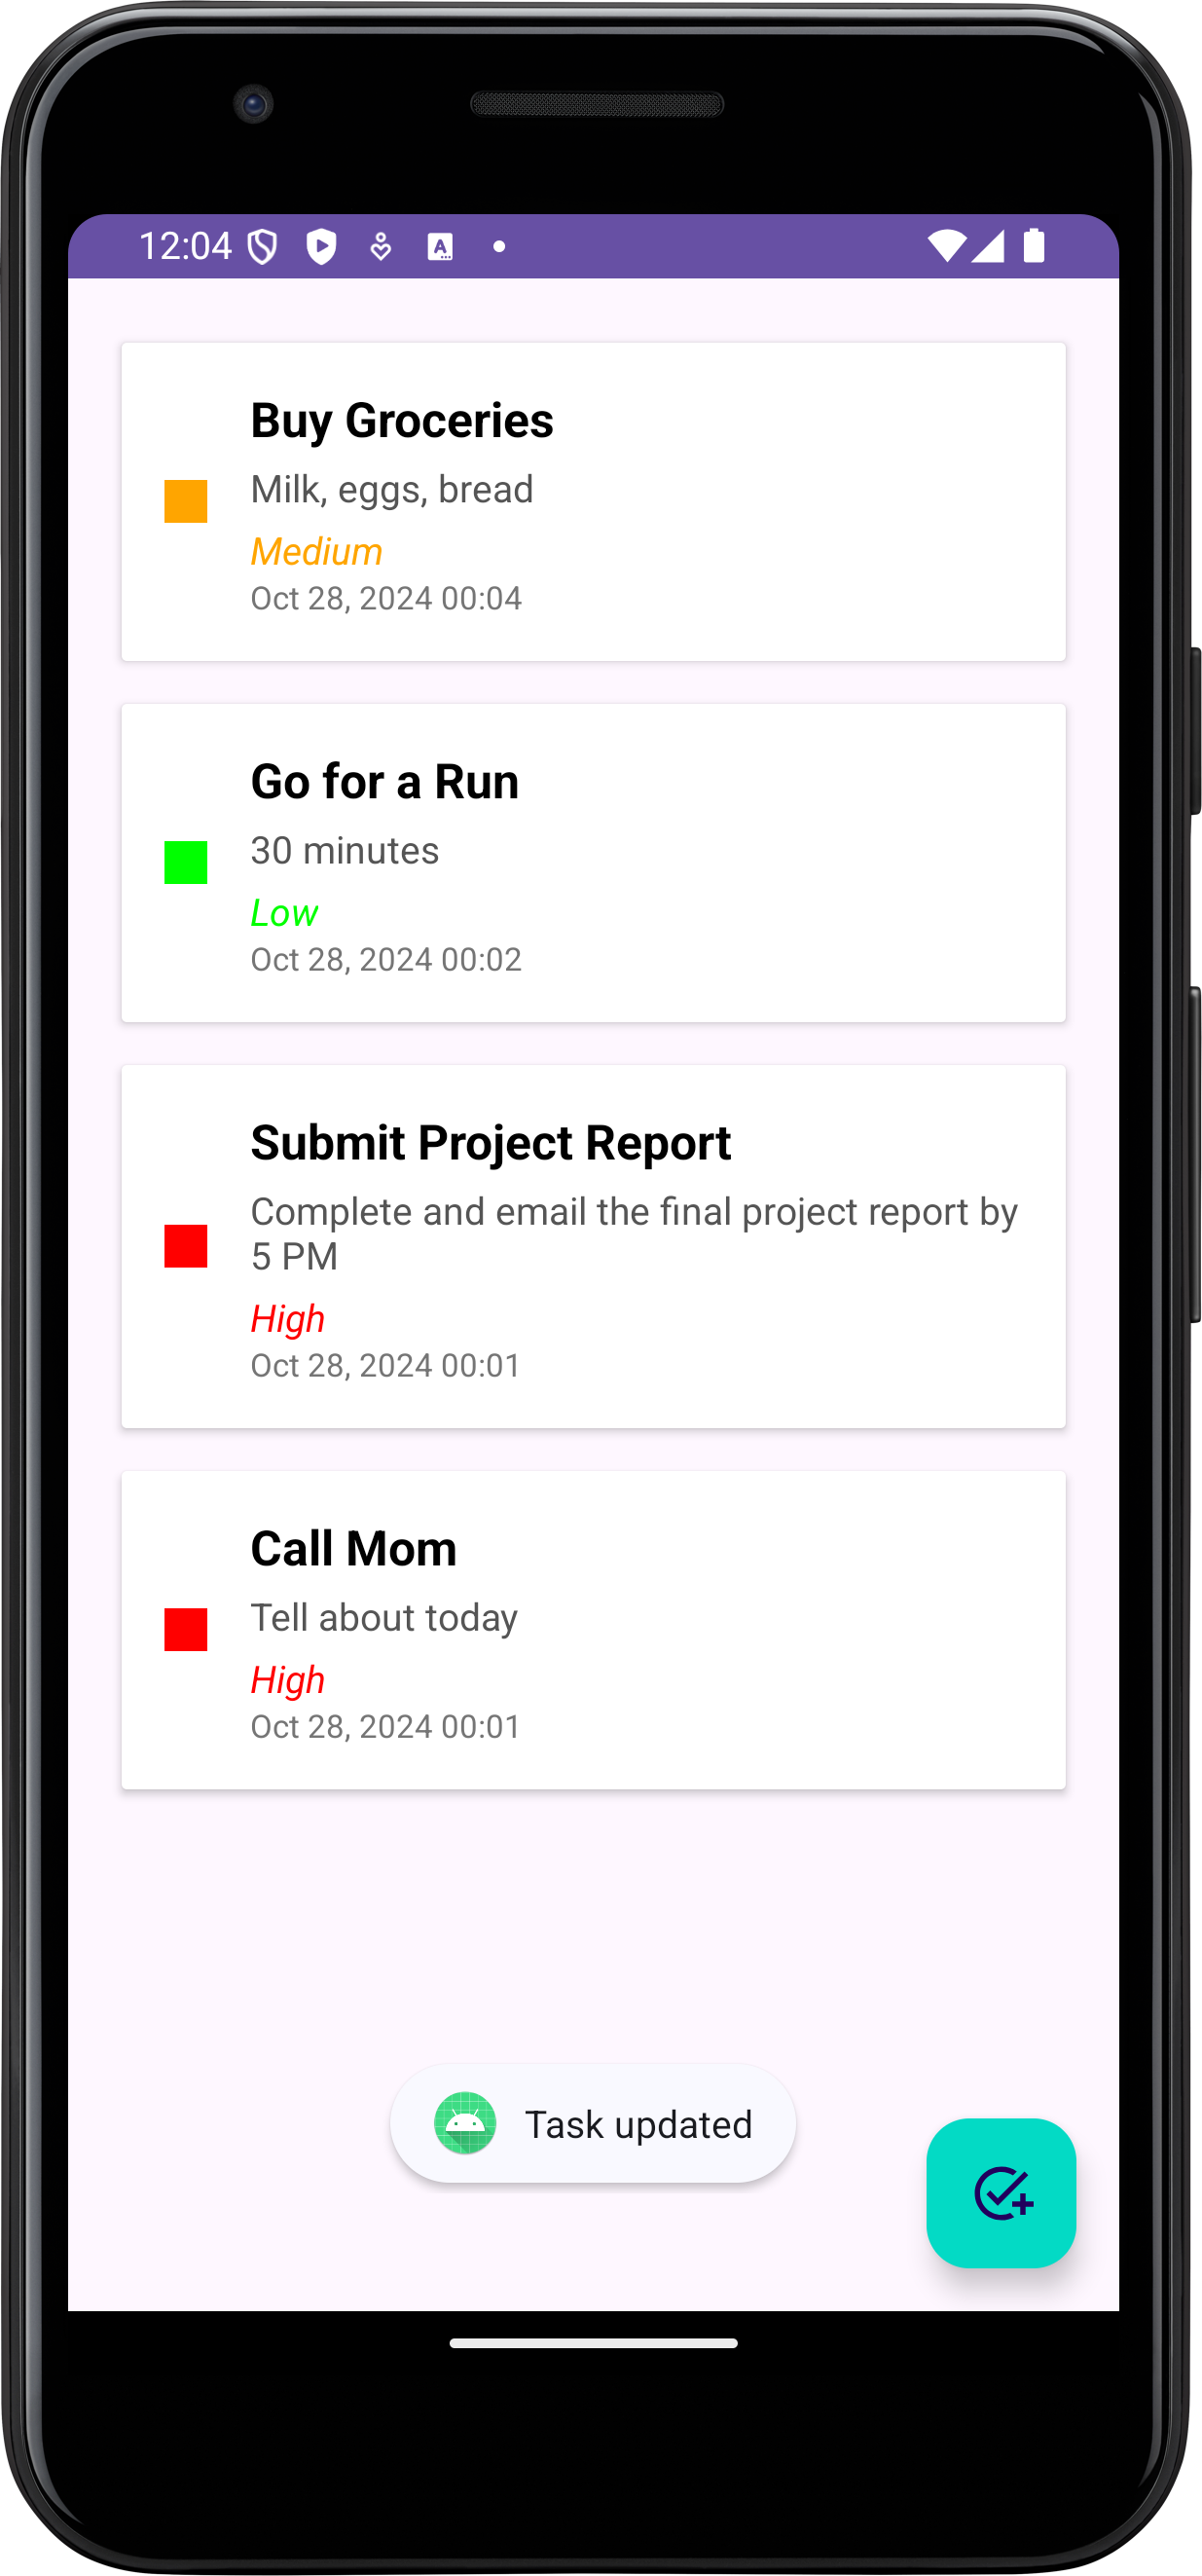 12:04
Buy Groceries
Milk, eggs, bread
Medium
Oct 28, 2024 00:04
Go for a Run
30 minutes
Low
Oct 28, 2024 00:02
Submit Project Report
Complete and email the final project report by
5 PM
High
Oct 28, 2024 00:01
Call Mom
Tell about today
High
Oct 28, 2024 00:01
Task updated